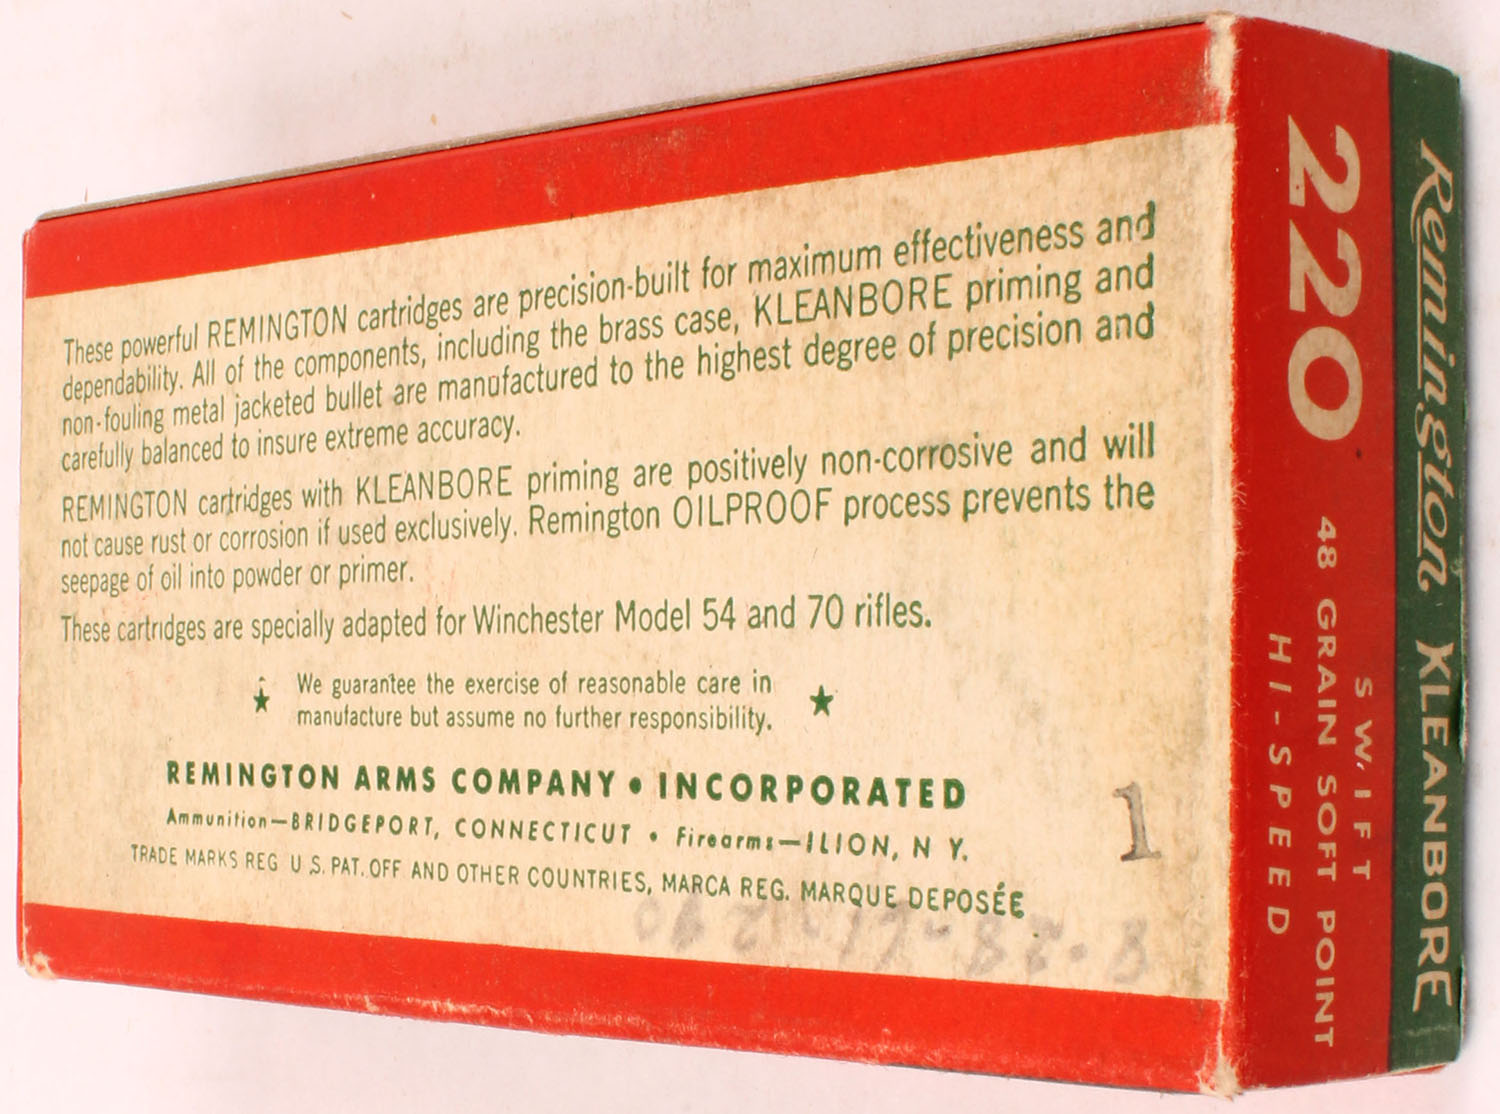 These powerful REMINGTON cartridges are precision-built for maximum effectiveness and
dependability. All of the components, including the brass case, KLEANBORE priming and
non-fouling metal jacketed bullet are manufactured to the highest degree of precision and
carefully balanced to insure extreme accuracy.
REMINGTON cartridges with KLEANBORE priming are positively non-corrosive and will
not cause rust or corrosion if used exclusively. Remington OILPROOF process prevents the
seepage of oil into powder or primer.
These cartridges are specially adapted for Winchester Model 54 and 70 rifles.
We guarantee the exercise of reasonable care in
manufacture but assume no further responsibility.
REMINGTON ARMS COMPANY • INCORPORATED
Ammunition—BRIDGEPORT, CONNECTICUT • Firearms—ILION, N Y.
TRADE MARKS REG U.S. PAT. OFF AND OTHER COUNTRIES, MARCA REG. MARQUE DEPOSÉE
1
Remington KLEANBORE
220 SWIFT
48 GRAIN SOFT POINT
HI-SPEED